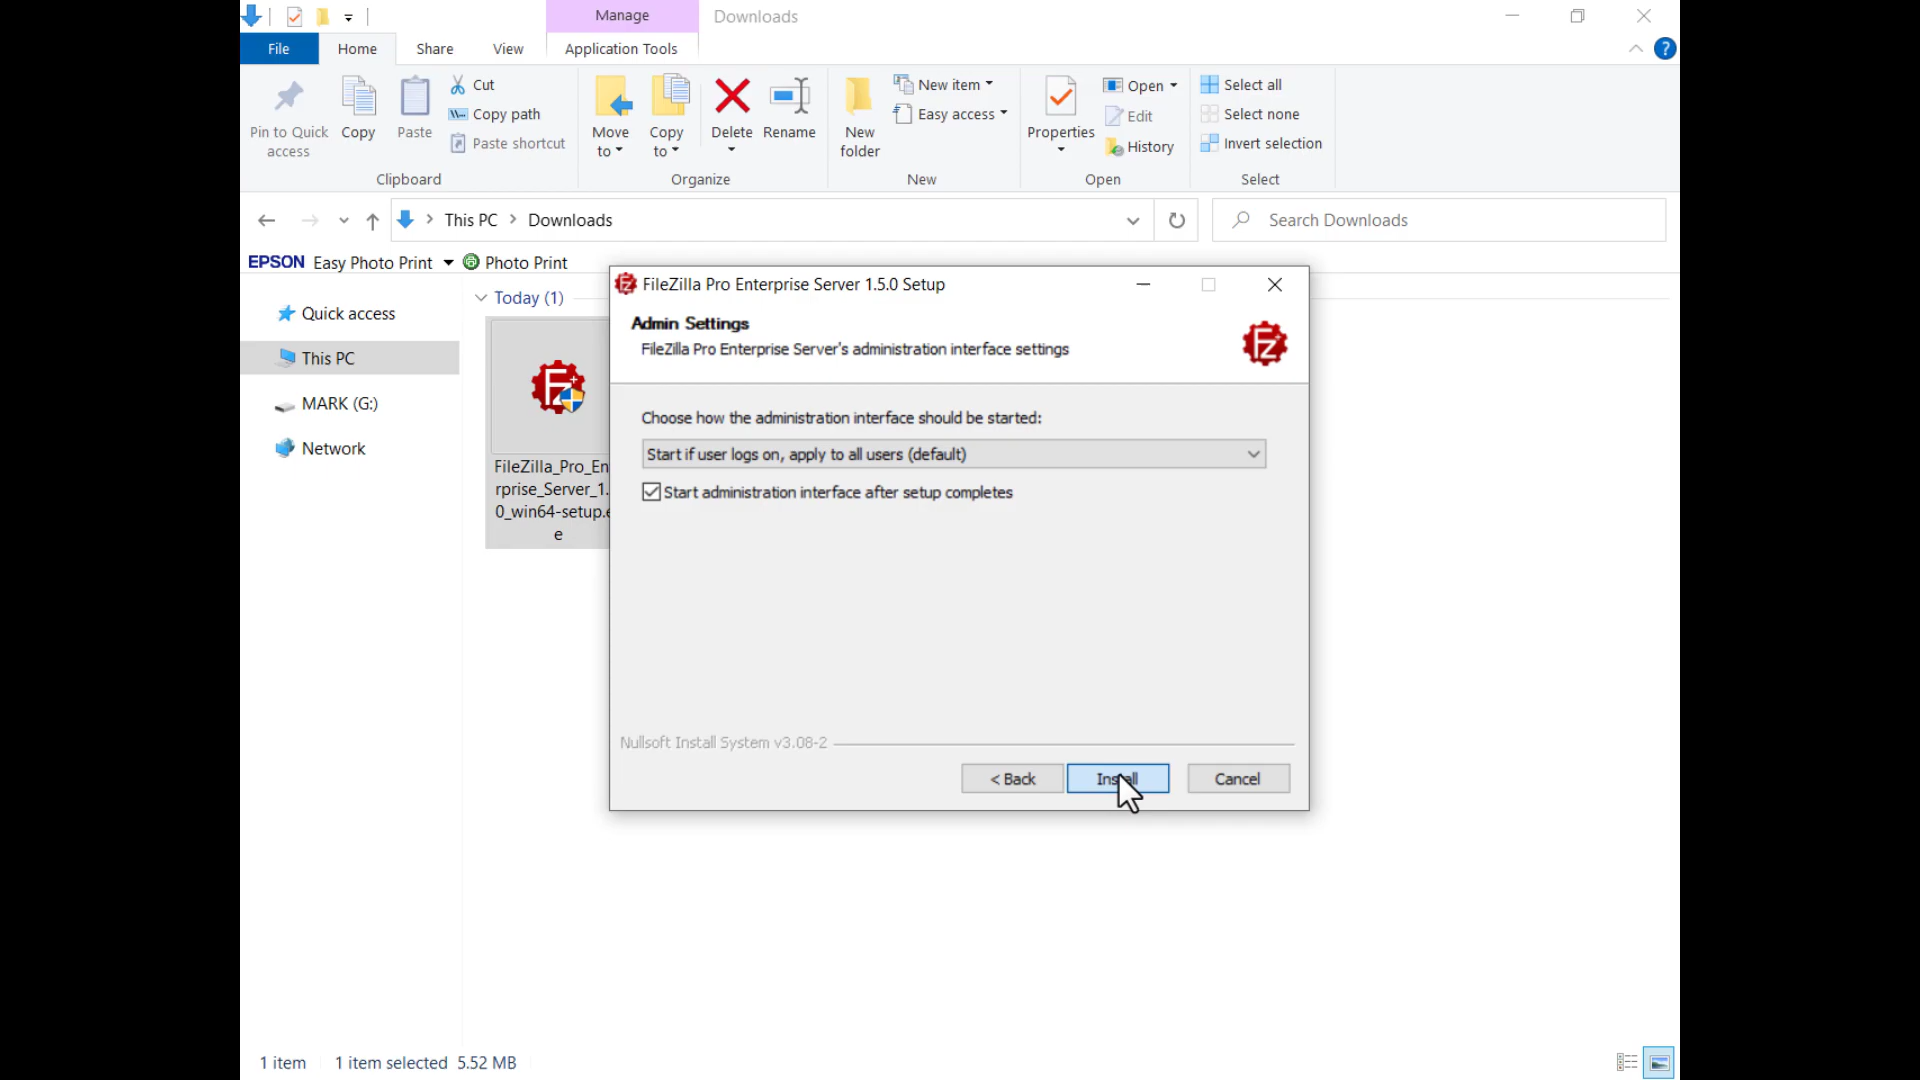 Manage
Downloads
File
Home
Share
View
Application Tools
?
Pin to Quick
access
Copy
Paste
Cut
Copy path
Paste shortcut
Clipboard
Move
to
Copy
to
Delete
Rename
Organize
New
folder
New item
Easy access
New
Properties
Open
Edit
History
Open
Select all
Select none
Invert selection
Select
This PC > Downloads
Search Downloads
EPSON Easy Photo Print
Photo Print
Quick access
This PC
MARK (G:)
Network
Today (1)
FileZilla_Pro_En
rprise_Server_1.
0_win64-setup.e
e
FileZilla Pro Enterprise Server 1.5.0 Setup
Admin Settings
FileZilla Pro Enterprise Server's administration interface settings
Choose how the administration interface should be started:
Start if user logs on, apply to all users (default)
Start administration interface after setup completes
Nullsoft Install System v3.08-2
< Back
Install
Cancel
1 item
1 item selected 5.52 MB